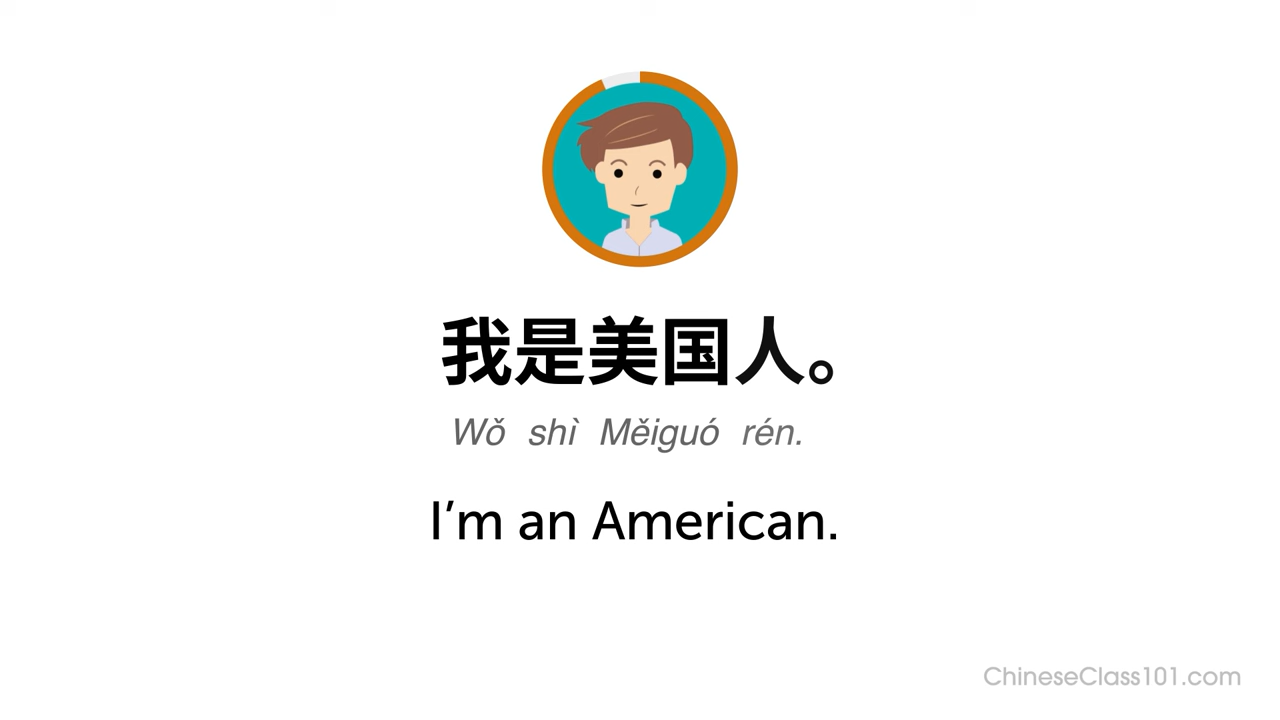 我是美国人。
Wǒ shì Měiguó rén.
I’m an American.
ChineseClass101.com